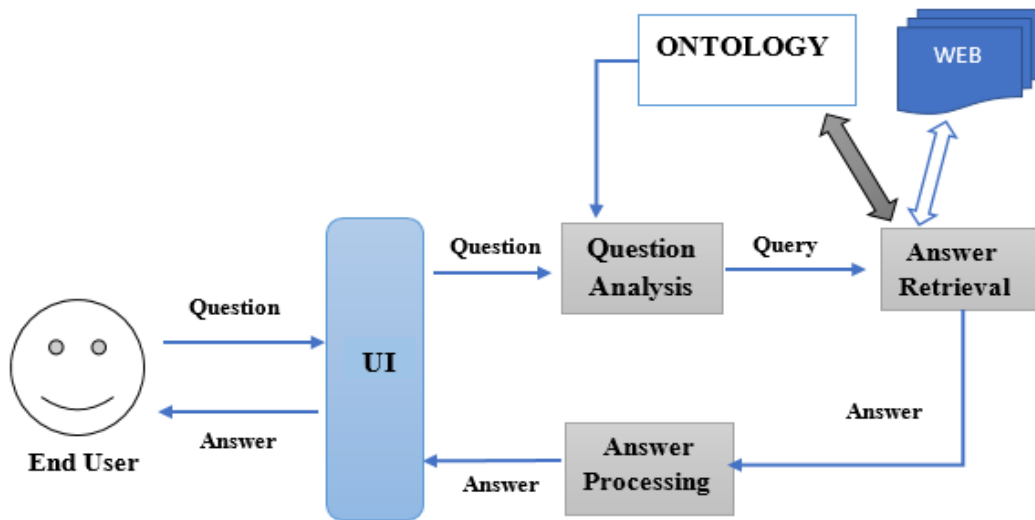 ONTOLOGY
WEB
Question
Question
Analysis
Query
Answer
Retrieval
Question
UI
Answer
End User
Answer
Processing
Answer
Answer